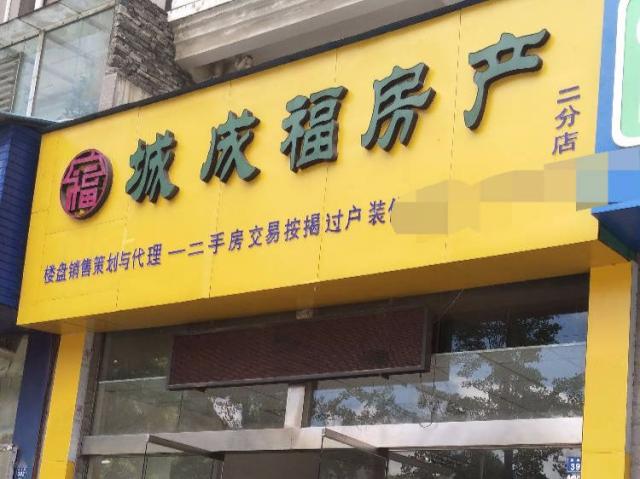 福 城成福房产 二分店
楼盘销售策划与代理 一二手房交易按揭过户装
39